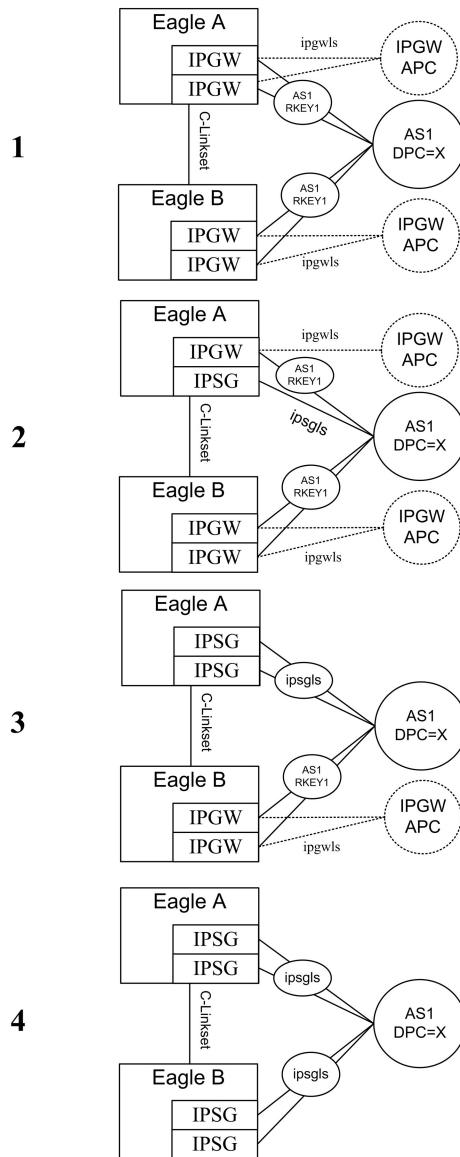 1
Eagle A
IPGW
IPGW
ipgwls
IPGW
APC
AS1
RKEY1
C-Linkset
AS1
DPC=X
AS1
RKEY1
Eagle B
IPGW
IPGW
ipgwls
IPGW
APC
2
Eagle A
IPGW
IPSG
ipgwls
IPGW
APC
AS1
RKEY1
ipsgls
C-Linkset
AS1
DPC=X
AS1
RKEY1
Eagle B
IPGW
IPGW
ipgwls
IPGW
APC
3
Eagle A
IPSG
IPSG
ipsgls
C-Linkset
AS1
DPC=X
AS1
RKEY1
Eagle B
IPGW
IPGW
ipgwls
IPGW
APC
4
Eagle A
IPSG
IPSG
ipsgls
C-Linkset
AS1
DPC=X
ipsgls
Eagle B
IPSG
IPSG